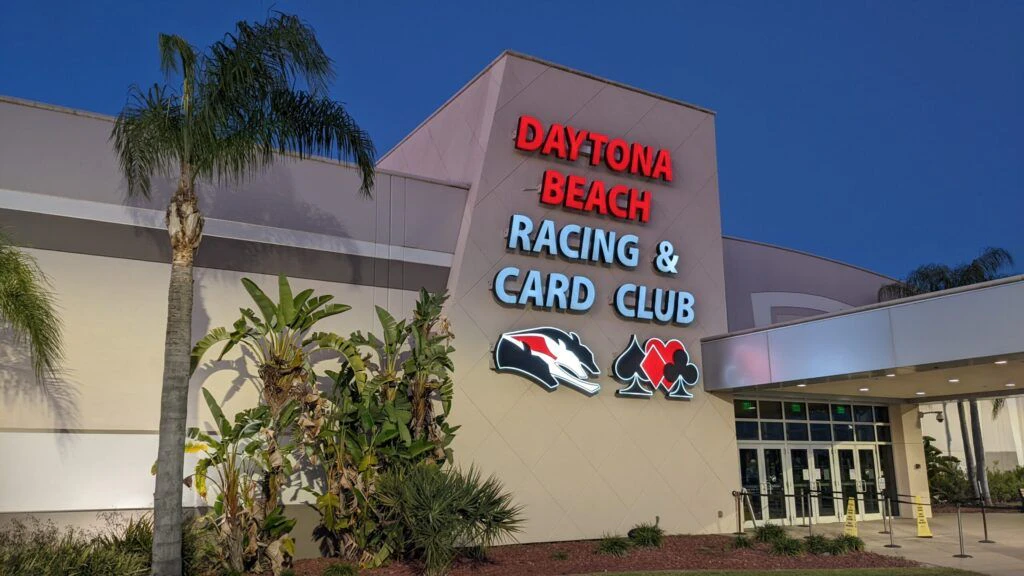 DAYTONA
BEACH
RACING &
CARD CLUB